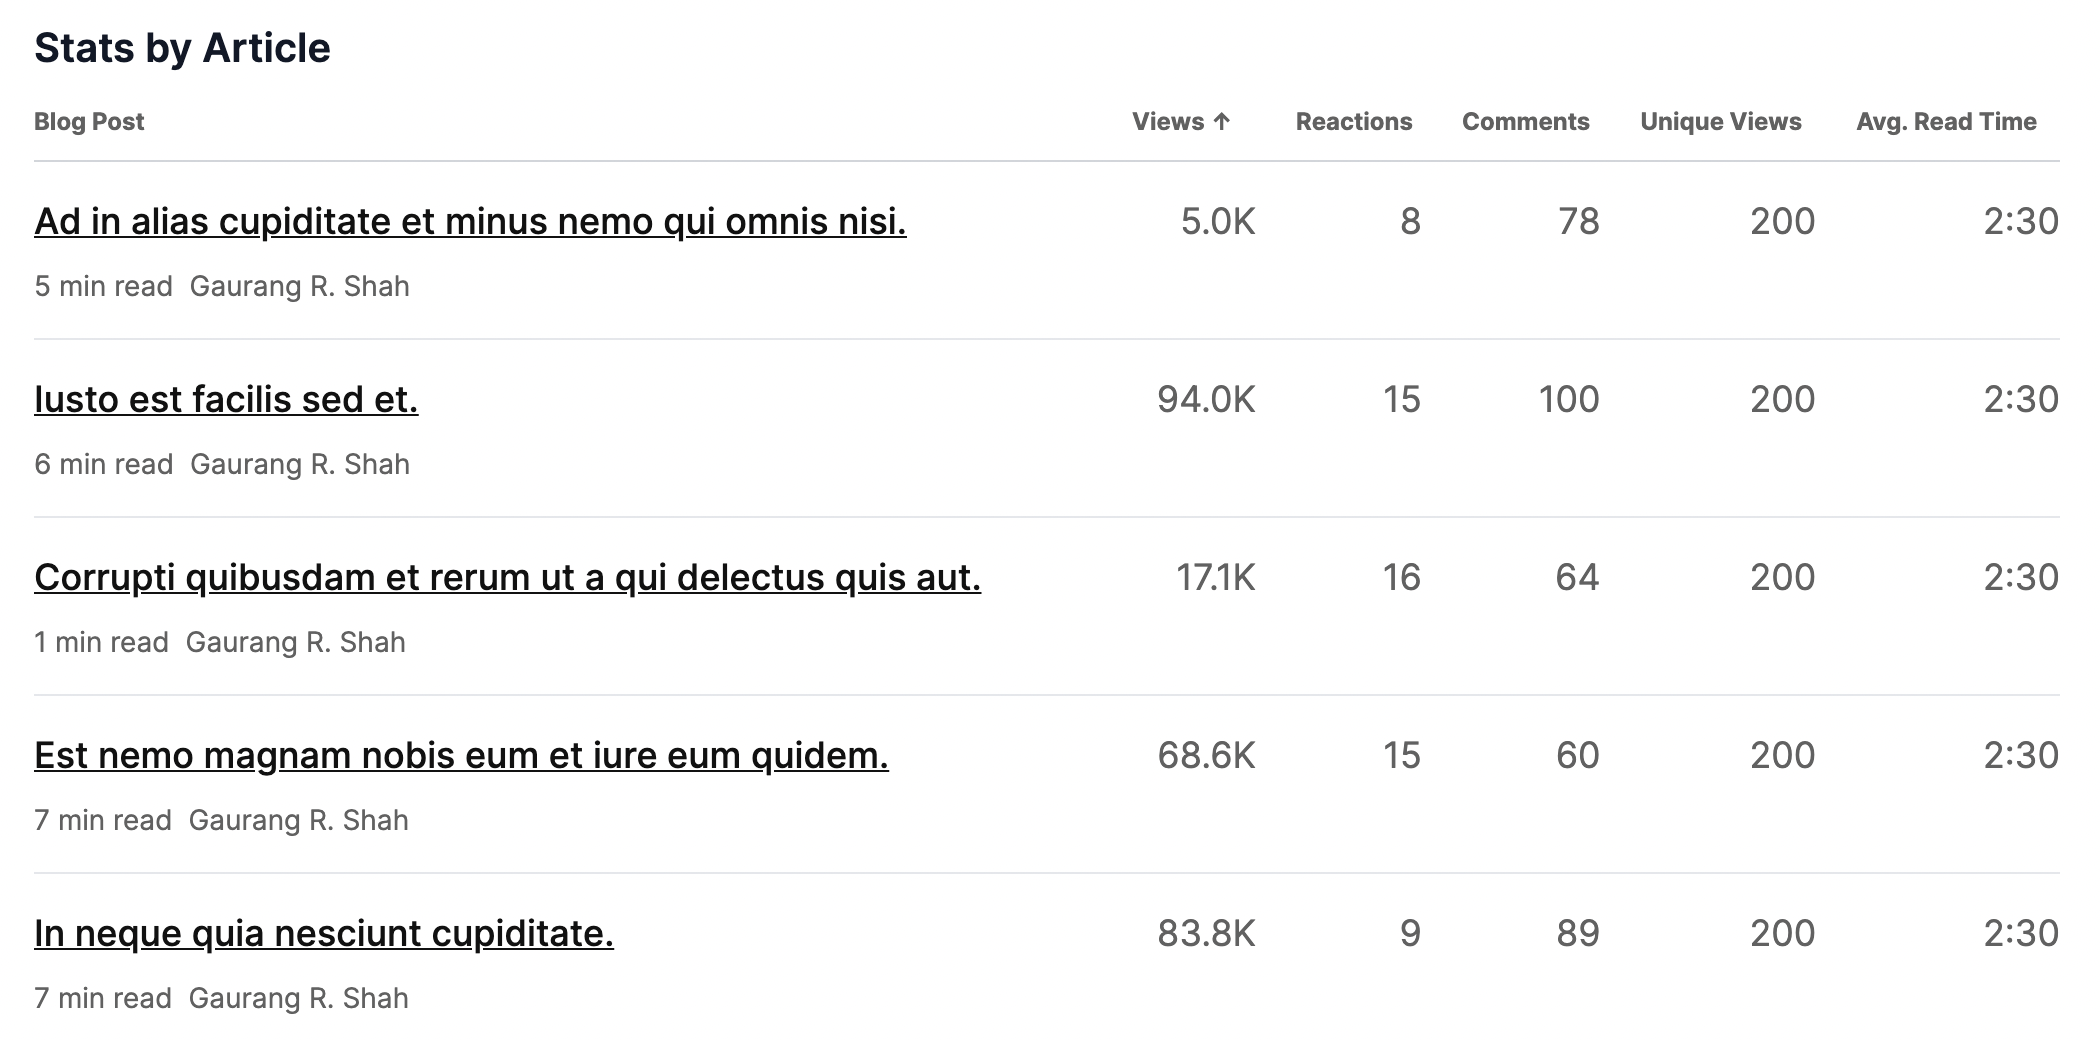 Stats by Article
Blog Post Views ↑ Reactions Comments Unique Views Avg. Read Time
Ad in alias cupiditate et minus nemo qui omnis nisi. 5.0K 8 78 200 2:30
5 min read Gaurang R. Shah
Iusto est facilis sed et. 94.0K 15 100 200 2:30
6 min read Gaurang R. Shah
Corrupti quibusdam et rerum ut a qui delectus quis aut. 17.1K 16 64 200 2:30
1 min read Gaurang R. Shah
Est nemo magnam nobis eum et iure eum quidem. 68.6K 15 60 200 2:30
7 min read Gaurang R. Shah
In neque quia nesciunt cupiditate. 83.8K 9 89 200 2:30
7 min read Gaurang R. Shah